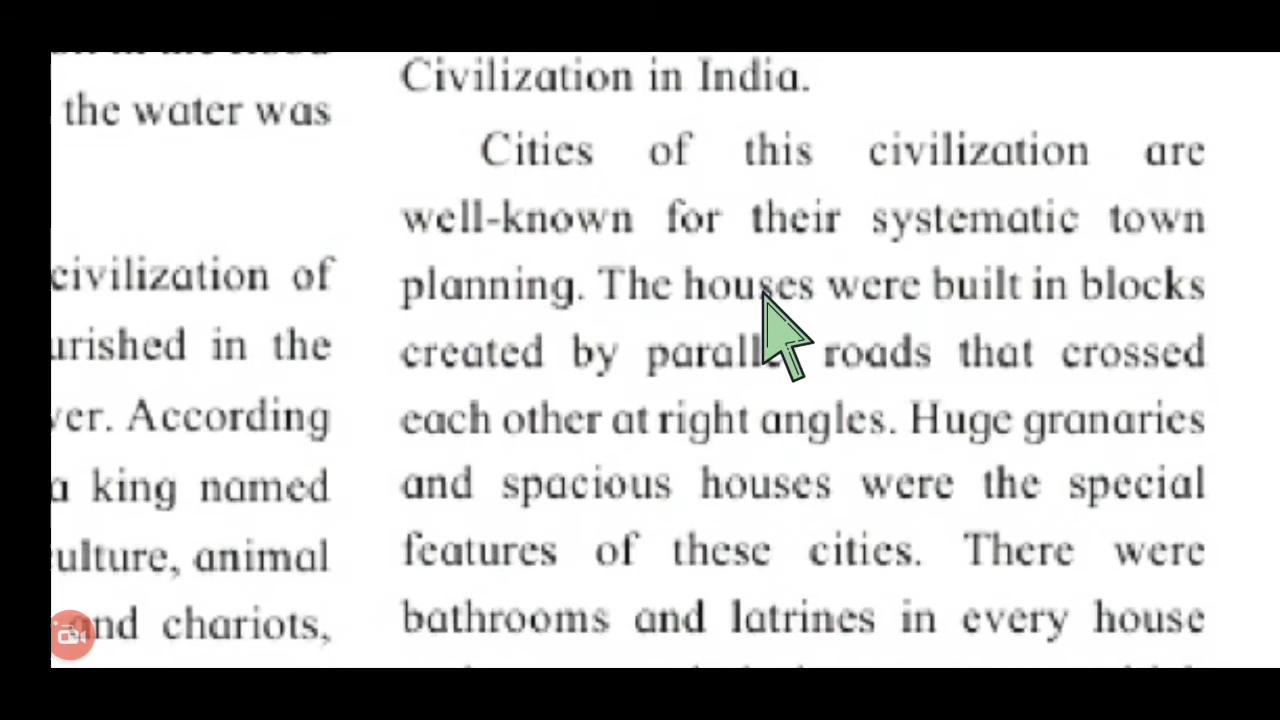 the water was
civilization of
urished in the
ver. According
a king named
ulture, animal
and chariots,
Civilization in India.
Cities of this civilization are
well-known for their systematic town
planning. The houses were built in blocks
created by parallel roads that crossed
each other at right angles. Huge granaries
and spacious houses were the special
features of these cities. There were
bathrooms and latrines in every house